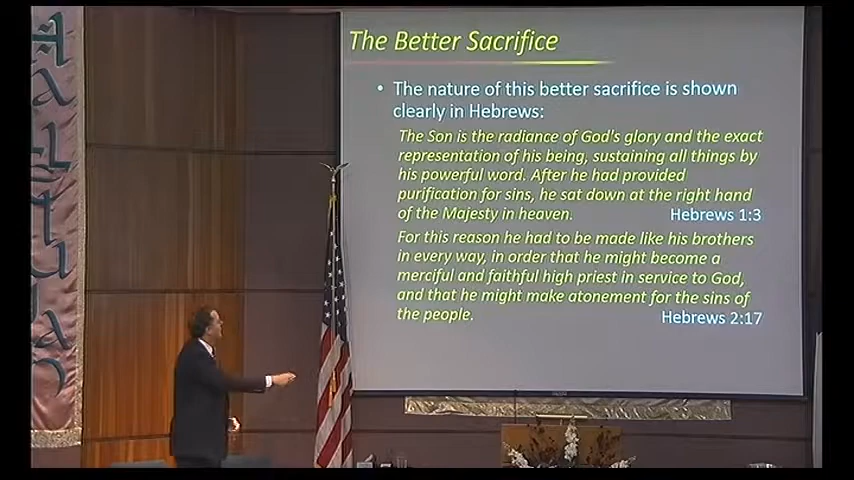 The Better Sacrifice
• The nature of this better sacrifice is shown
clearly in Hebrews:
The Son is the radiance of God's glory and the exact
representation of his being, sustaining all things by
his powerful word. After he had provided
purification for sins, he sat down at the right hand
of the Majesty in heaven. Hebrews 1:3
For this reason he had to be made like his brothers
in every way, in order that he might become a
merciful and faithful high priest in service to God,
and that he might make atonement for the sins of
the people. Hebrews 2:17